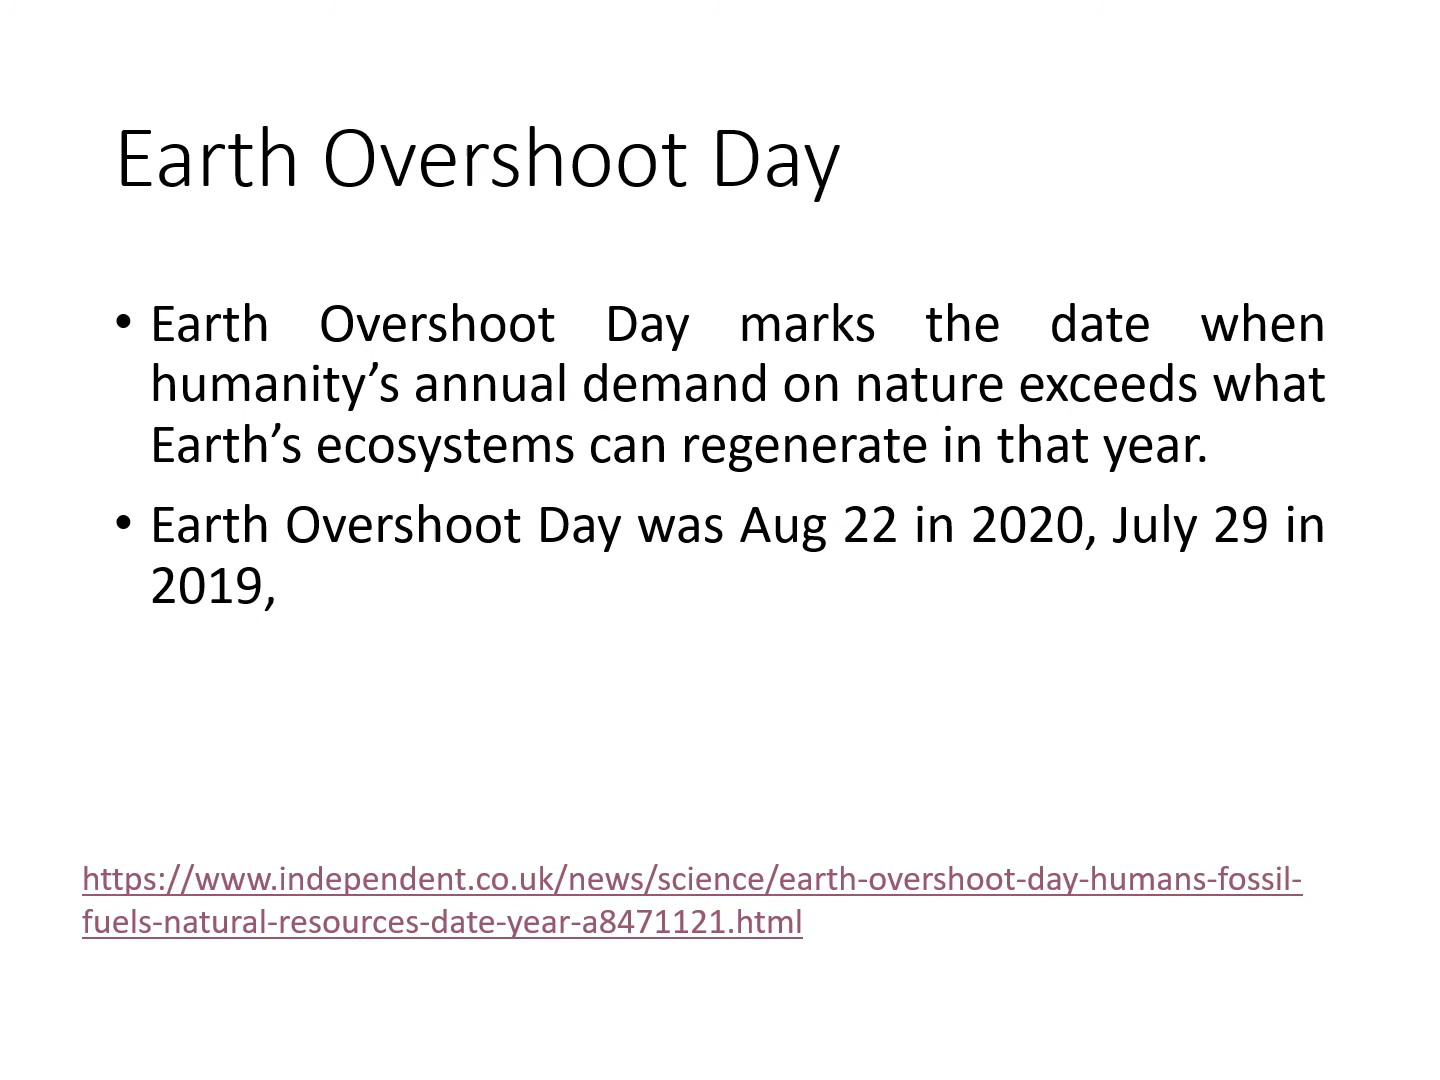 Earth Overshoot Day
• Earth Overshoot Day marks the date when
humanity’s annual demand on nature exceeds what
Earth’s ecosystems can regenerate in that year.
• Earth Overshoot Day was Aug 22 in 2020, July 29 in
2019,
https://www.independent.co.uk/news/science/earth-overshoot-day-humans-fossil-
fuels-natural-resources-date-year-a8471121.html